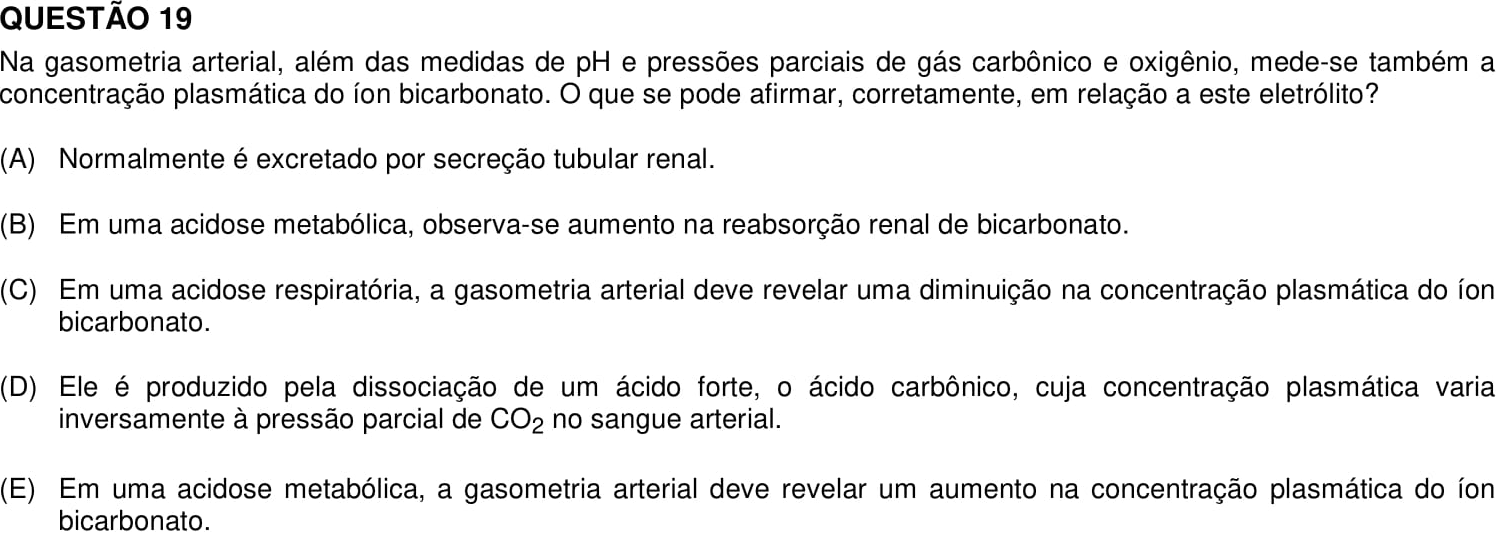 QUESTÃO 19
Na gasometria arterial, além das medidas de pH e pressões parciais de gás carbônico e oxigênio, mede-se também a
concentração plasmática do íon bicarbonato. O que se pode afirmar, corretamente, em relação a este eletrólito?
(A) Normalmente é excretado por secreção tubular renal.
(B) Em uma acidose metabólica, observa-se aumento na reabsorção renal de bicarbonato.
(C) Em uma acidose respiratória, a gasometria arterial deve revelar uma diminuição na concentração plasmática do íon
bicarbonato.
(D) Ele é produzido pela dissociação de um ácido forte, o ácido carbônico, cuja concentração plasmática varia
inversamente à pressão parcial de CO2 no sangue arterial.
(E) Em uma acidose metabólica, a gasometria arterial deve revelar um aumento na concentração plasmática do íon
bicarbonato.